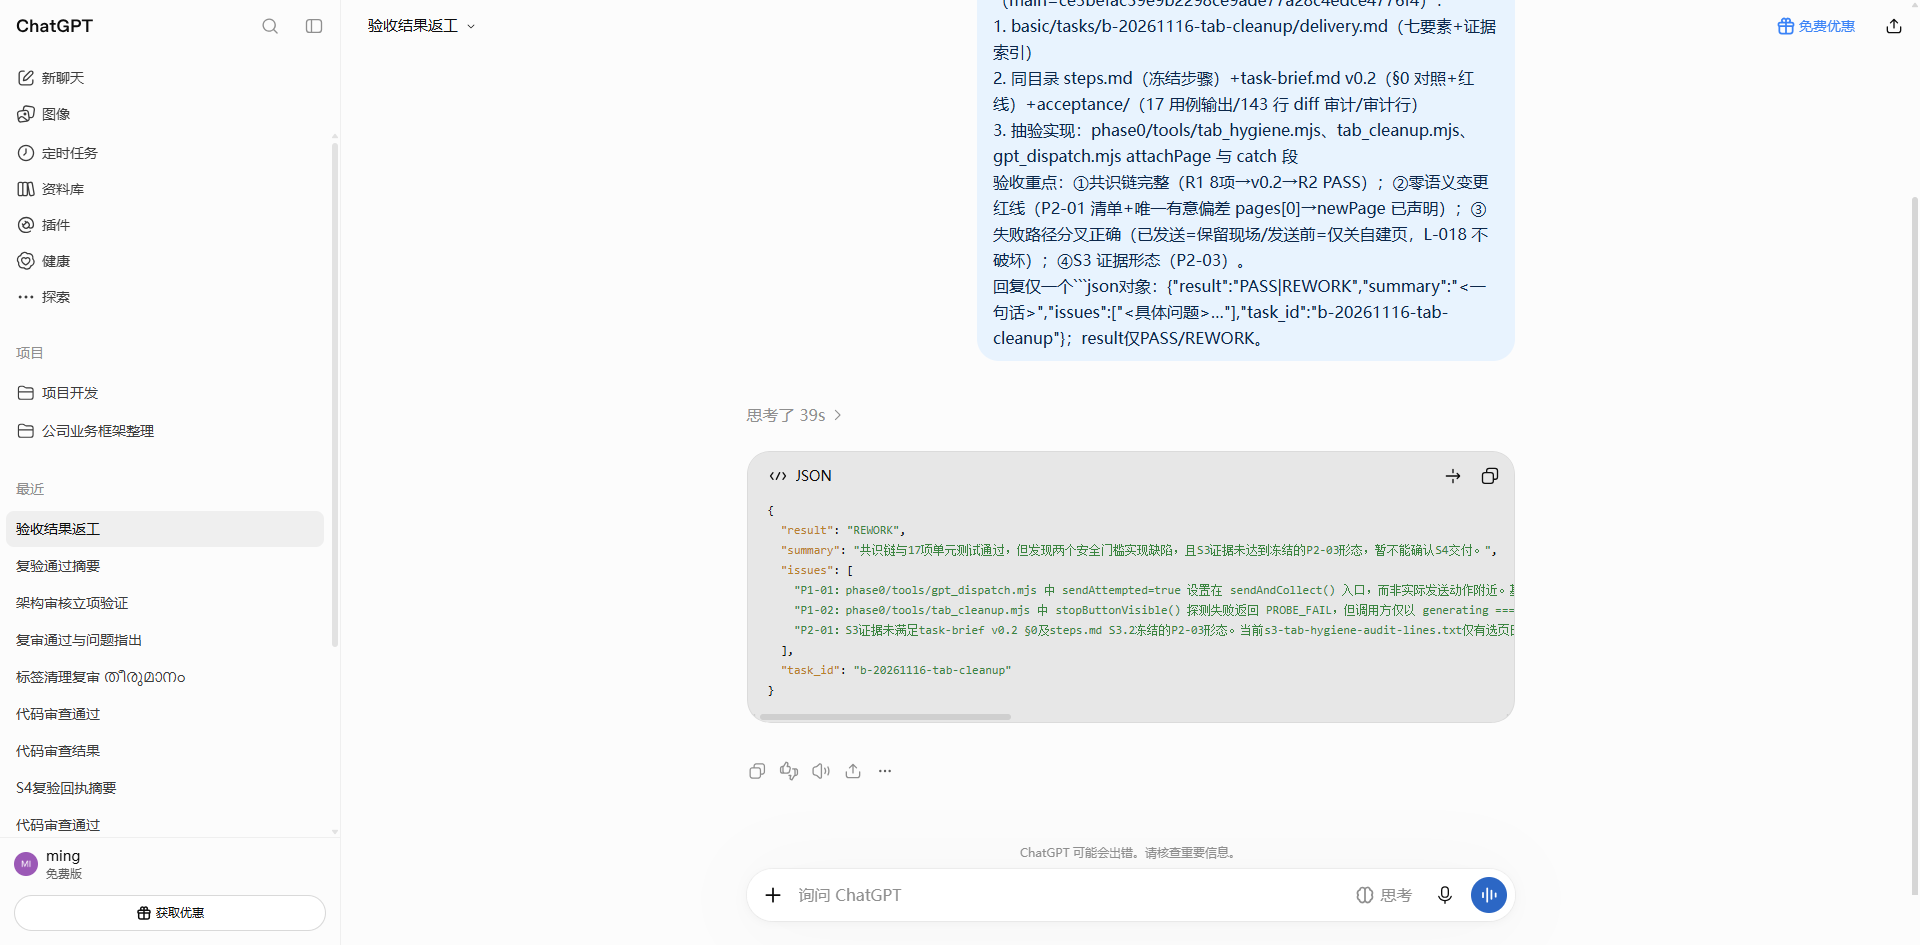 ChatGPT
新聊天
图像
定时任务
资料库
插件
健康
探索
项目
项目开发
公司业务框架整理
最近
验收结果返工
复验通过摘要
架构审核立项验证
复审通过与问题指出
标签清理复审 തീരുമാനം
代码审查通过
代码审查结果
S4复验回执摘要
代码审查通过
MI
ming
免费版
获取优惠
验收结果返工
免费优惠
1. basic/tasks/b-20261116-tab-cleanup/delivery.md（七要素+证据
索引）
2. 同目录 steps.md（冻结步骤）+task-brief.md v0.2（§0 对照+红
线）+acceptance/（17 用例输出/143 行 diff 审计/审计行）
3. 抽验实现：phase0/tools/tab_hygiene.mjs、tab_cleanup.mjs、
gpt_dispatch.mjs attachPage 与 catch 段
验收重点：①共识链完整（R1 8项→v0.2→R2 PASS）；②零语义变更
红线（P2-01 清单+唯一有意偏差 pages[0]→newPage 已声明）；③
失败路径分叉正确（已发送=保留现场/发送前=仅关自建页，L-018 不
破坏）；④S3 证据形态（P2-03）。
回复仅一个```json对象：{"result":"PASS|REWORK","summary":"<一
句话>","issues":["<具体问题>..."],"task_id":"b-20261116-tab-
cleanup"}；result仅PASS/REWORK。
思考了 39s
JSON
{
"result": "REWORK",
"summary": "共识链与17项单元测试通过，但发现两个安全门槛实现缺陷，且S3证据未达到冻结的P2-03形态，暂不能确认S4交付。",
"issues": [
"P1-01：phase0/tools/gpt_dispatch.mjs 中 sendAttempted=true 设置在 sendAndCollect() 入口，而非实际发送动作附近。
"P1-02：phase0/tools/tab_cleanup.mjs 中 stopButtonVisible() 探测失败返回 PROBE_FAIL，但调用方仅以 generating ===
"P2-01：S3证据未满足task-brief v0.2 §0及steps.md S3.2冻结的P2-03形态。当前s3-tab-hygiene-audit-lines.txt仅有选页
],
"task_id": "b-20261116-tab-cleanup"
}
ChatGPT 可能会出错。请核查重要信息。
询问 ChatGPT
思考